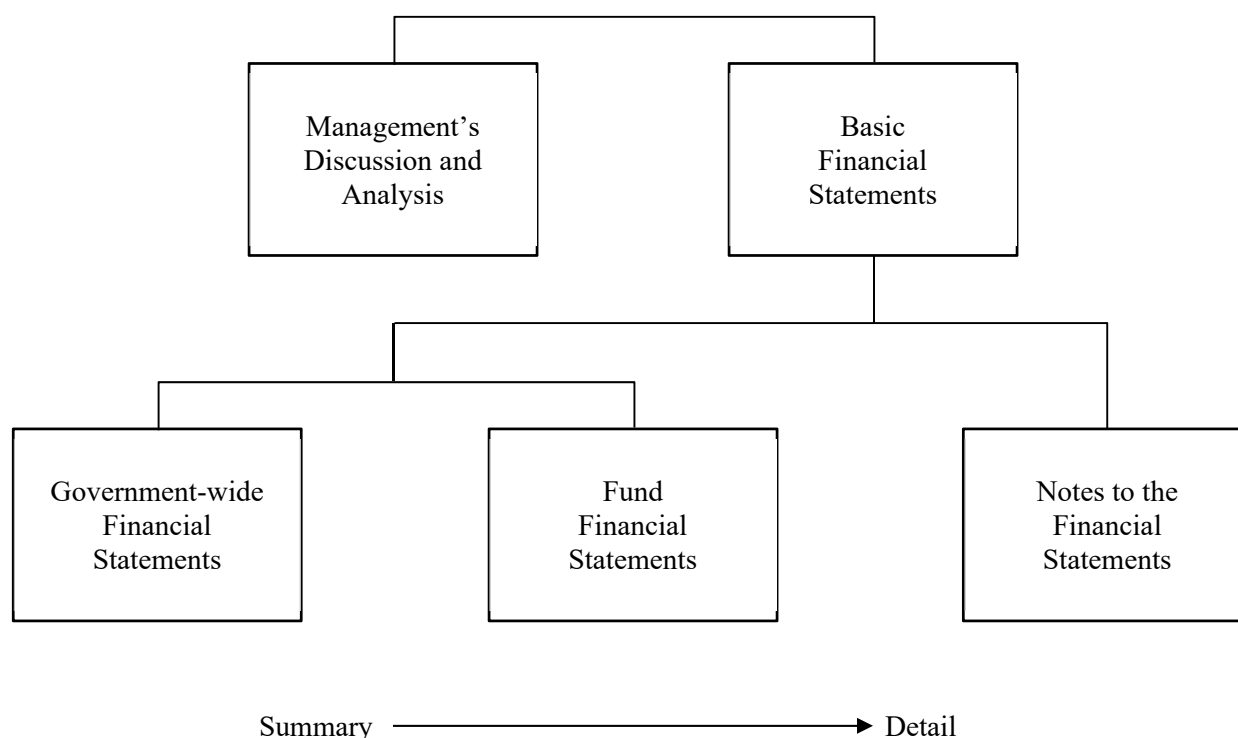 Management’s
Discussion and
Analysis
Basic
Financial
Statements
Government-wide
Financial
Statements
Fund
Financial
Statements
Notes to the
Financial
Statements
Summary
Detail